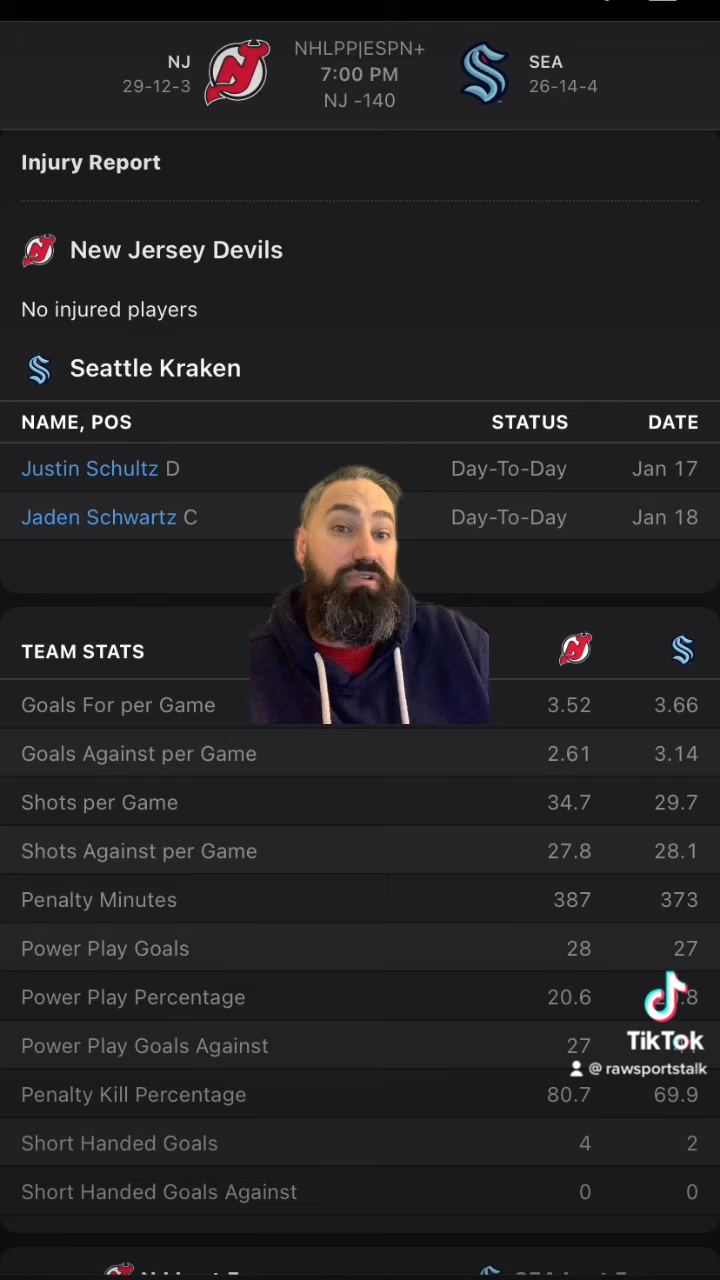 NJ
29-12-3
NHLPP|ESPN+
7:00 PM
NJ -140
SEA
26-14-4
Injury Report
New Jersey Devils
No injured players
Seattle Kraken
NAME, POS STATUS DATE
Justin Schultz D Day-To-Day Jan 17
Jaden Schwartz C Day-To-Day Jan 18
TEAM STATS
Goals For per Game 3.52 3.66
Goals Against per Game 2.61 3.14
Shots per Game 34.7 29.7
Shots Against per Game 27.8 28.1
Penalty Minutes 387 373
Power Play Goals 28 27
Power Play Percentage 20.6 .8
Power Play Goals Against 27
TikTok
@rawsportstalk
Penalty Kill Percentage 80.7 69.9
Short Handed Goals 4 2
Short Handed Goals Against 0 0